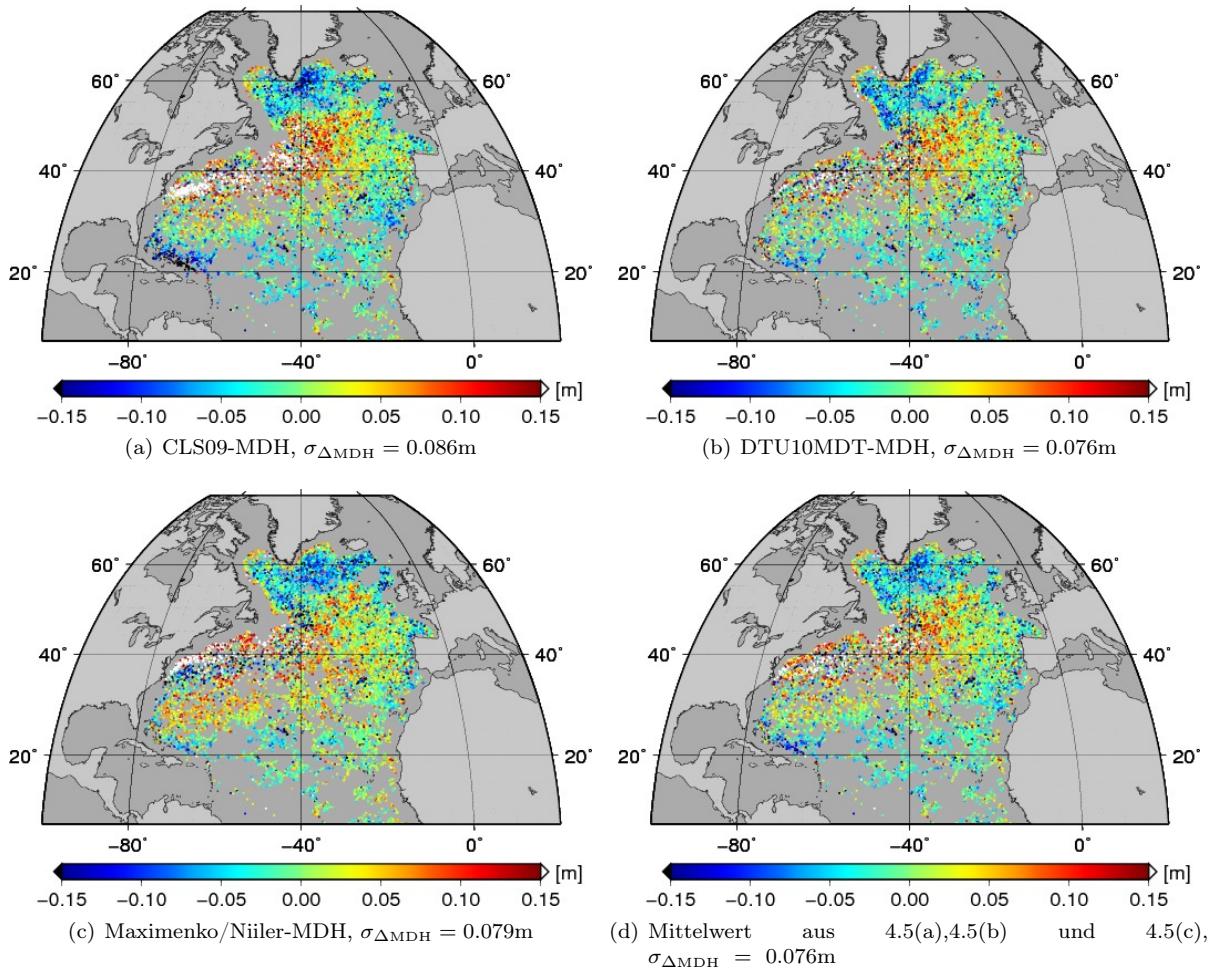 60° 60°
40° 40°
20° 20°
−80° −40° 0°
[m]
−0.15 −0.10 −0.05 0.00 0.05 0.10 0.15
(a) CLS09-MDH, σΔMDH = 0.086m
60° 60°
40° 40°
20° 20°
−80° −40° 0°
[m]
−0.15 −0.10 −0.05 0.00 0.05 0.10 0.15
(b) DTU10MDT-MDH, σΔMDH = 0.076m
60° 60°
40° 40°
20° 20°
−80° −40° 0°
[m]
−0.15 −0.10 −0.05 0.00 0.05 0.10 0.15
(c) Maximenko/Niiler-MDH, σΔMDH = 0.079m
60° 60°
40° 40°
20° 20°
−80° −40° 0°
[m]
−0.15 −0.10 −0.05 0.00 0.05 0.10 0.15
(d) Mittelwert aus 4.5(a),4.5(b) und 4.5(c),
σΔMDH = 0.076m